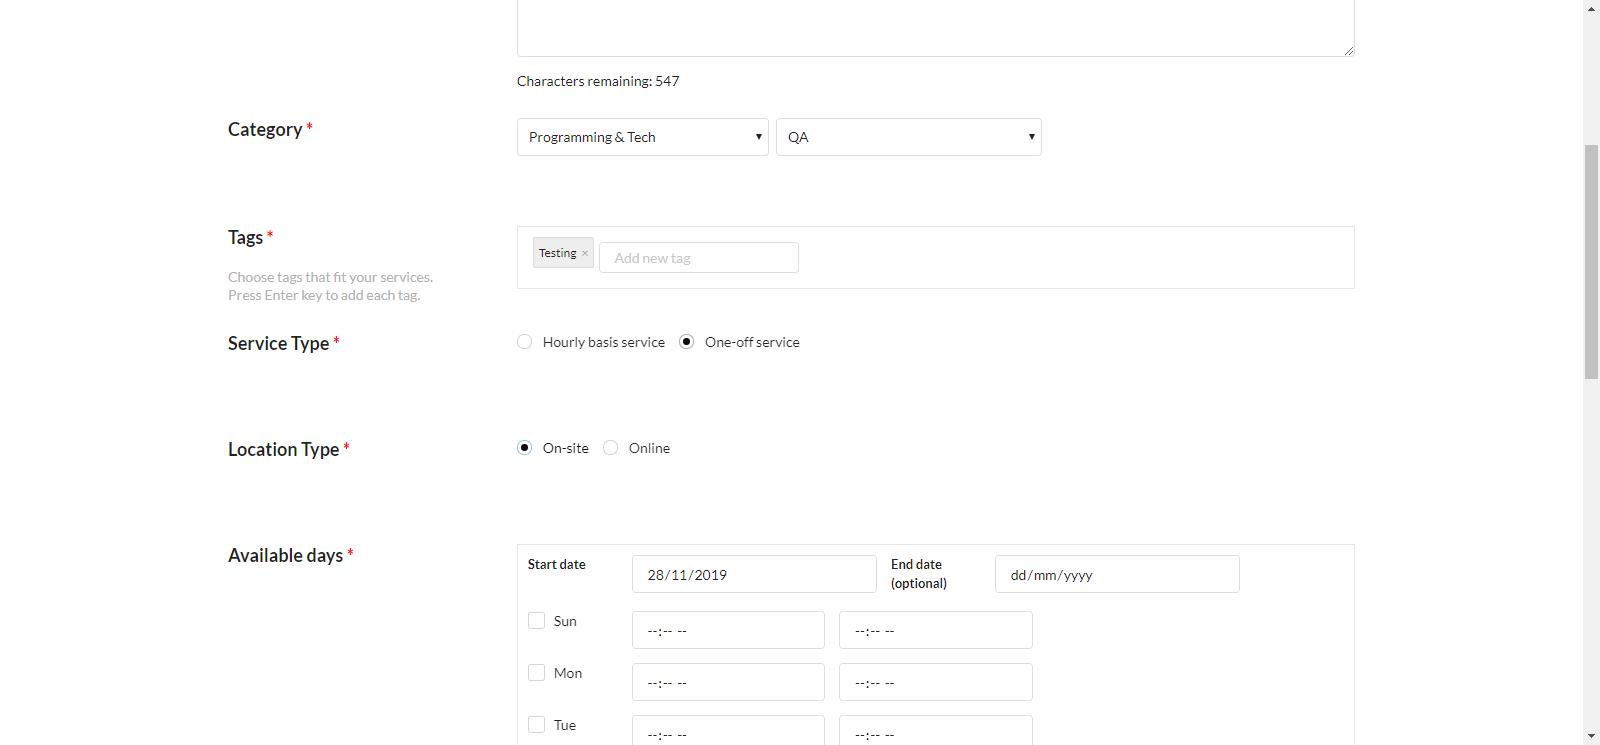 Characters remaining: 547
Category *
Programming & Tech
QA
Tags *
Testing ×
Add new tag
Choose tags that fit your services.
Press Enter key to add each tag.
Service Type *
Hourly basis service
One-off service
Location Type *
On-site
Online
Available days *
Start date
28/11/2019
End date
(optional)
dd/mm/yyyy
Sun
--:-- --
--:-- --
Mon
--:-- --
--:-- --
Tue
--:-- --
--:-- --